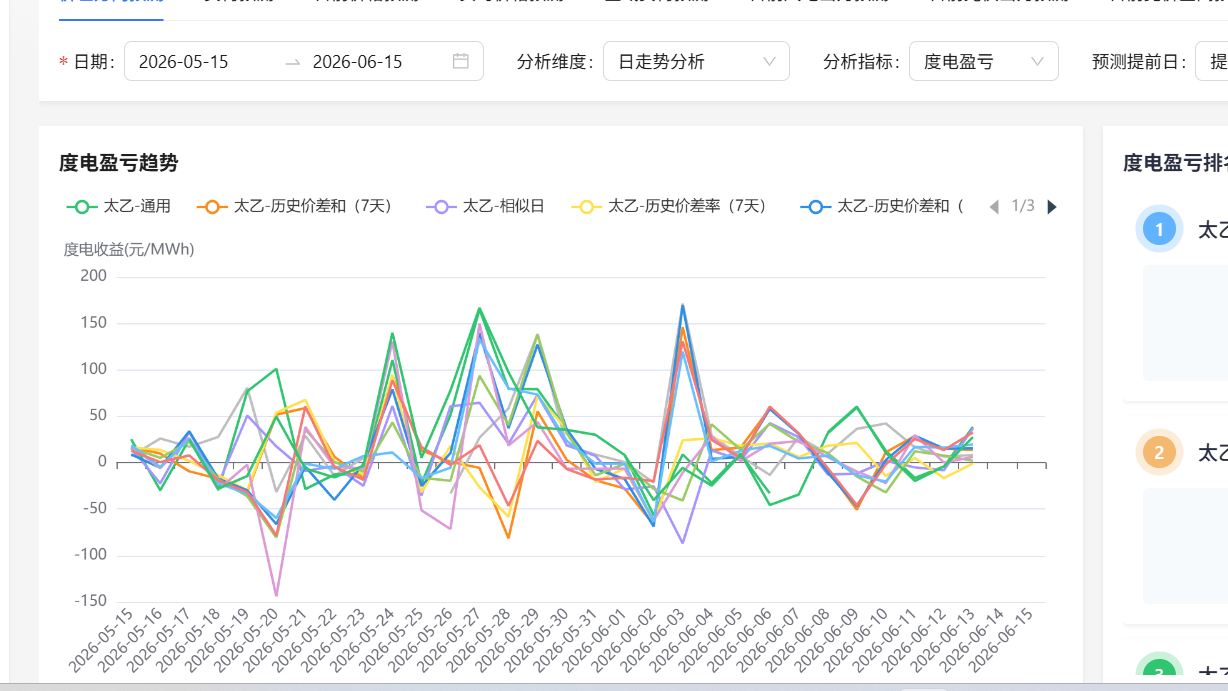 * 日期： 2026-05-15 → 2026-06-15 分析维度： 日走势分析 分析指标： 度电盈亏 预测提前日： 提
度电盈亏趋势
太乙-通用 太乙-历史价差和（7天） 太乙-相似日 太乙-历史价差率（7天） 太乙-历史价差和（ 1/3
度电收益(元/MWh)
200
150
100
50
0
-50
-100
-150
2026-05-15 2026-05-16 2026-05-17 2026-05-18 2026-05-19 2026-05-20 2026-05-21 2026-05-22 2026-05-23 2026-05-24 2026-05-25 2026-05-26 2026-05-27 2026-05-28 2026-05-29 2026-05-30 2026-05-31 2026-06-01 2026-06-02 2026-06-03 2026-06-04 2026-06-05 2026-06-06 2026-06-07 2026-06-08 2026-06-09 2026-06-10 2026-06-11 2026-06-12 2026-06-13 2026-06-14 2026-06-15
度电盈亏排
1 太乙
2 太乙
3